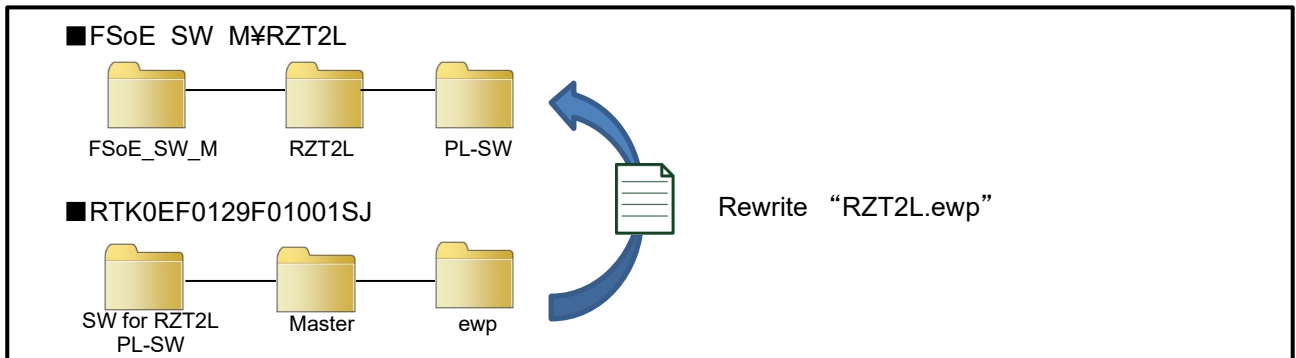 ■FSoE SW M¥RZT2L
FSoE_SW_M RZT2L PL-SW
■RTK0EF0129F01001SJ
Rewrite “RZT2L.ewp”
SW for RZT2L Master ewp
PL-SW